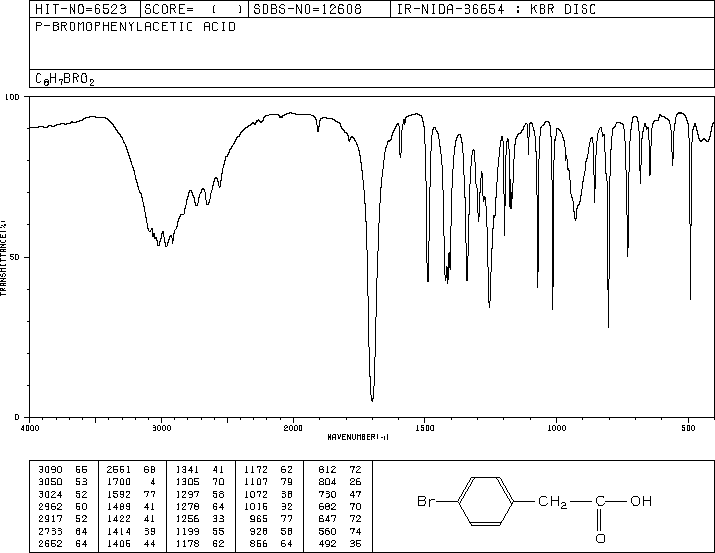 HIT-NO=6523 SCORE= ( ) SDBS-NO=12608 IR-NIDA-36654 : KBR DISC
P-BROMOPHENYLACETIC ACID
C8H7BRO2
100
50
0
TRANSMITTANCE(%)
4000 3000 2000 1500 1000 500
WAVENUMBER(-1)
3090 55 2551 68 1341 41 1172 62 812 72
3050 53 1700 4 1305 70 1107 79 804 26
3024 52 1592 77 1297 58 1072 38 730 47
2962 50 1489 41 1278 64 1016 32 682 70
2917 52 1422 41 1256 33 965 77 647 72
2733 64 1414 39 1199 55 928 58 560 74
2652 64 1406 44 1178 62 856 64 492 35
Br CH2 C OH
O